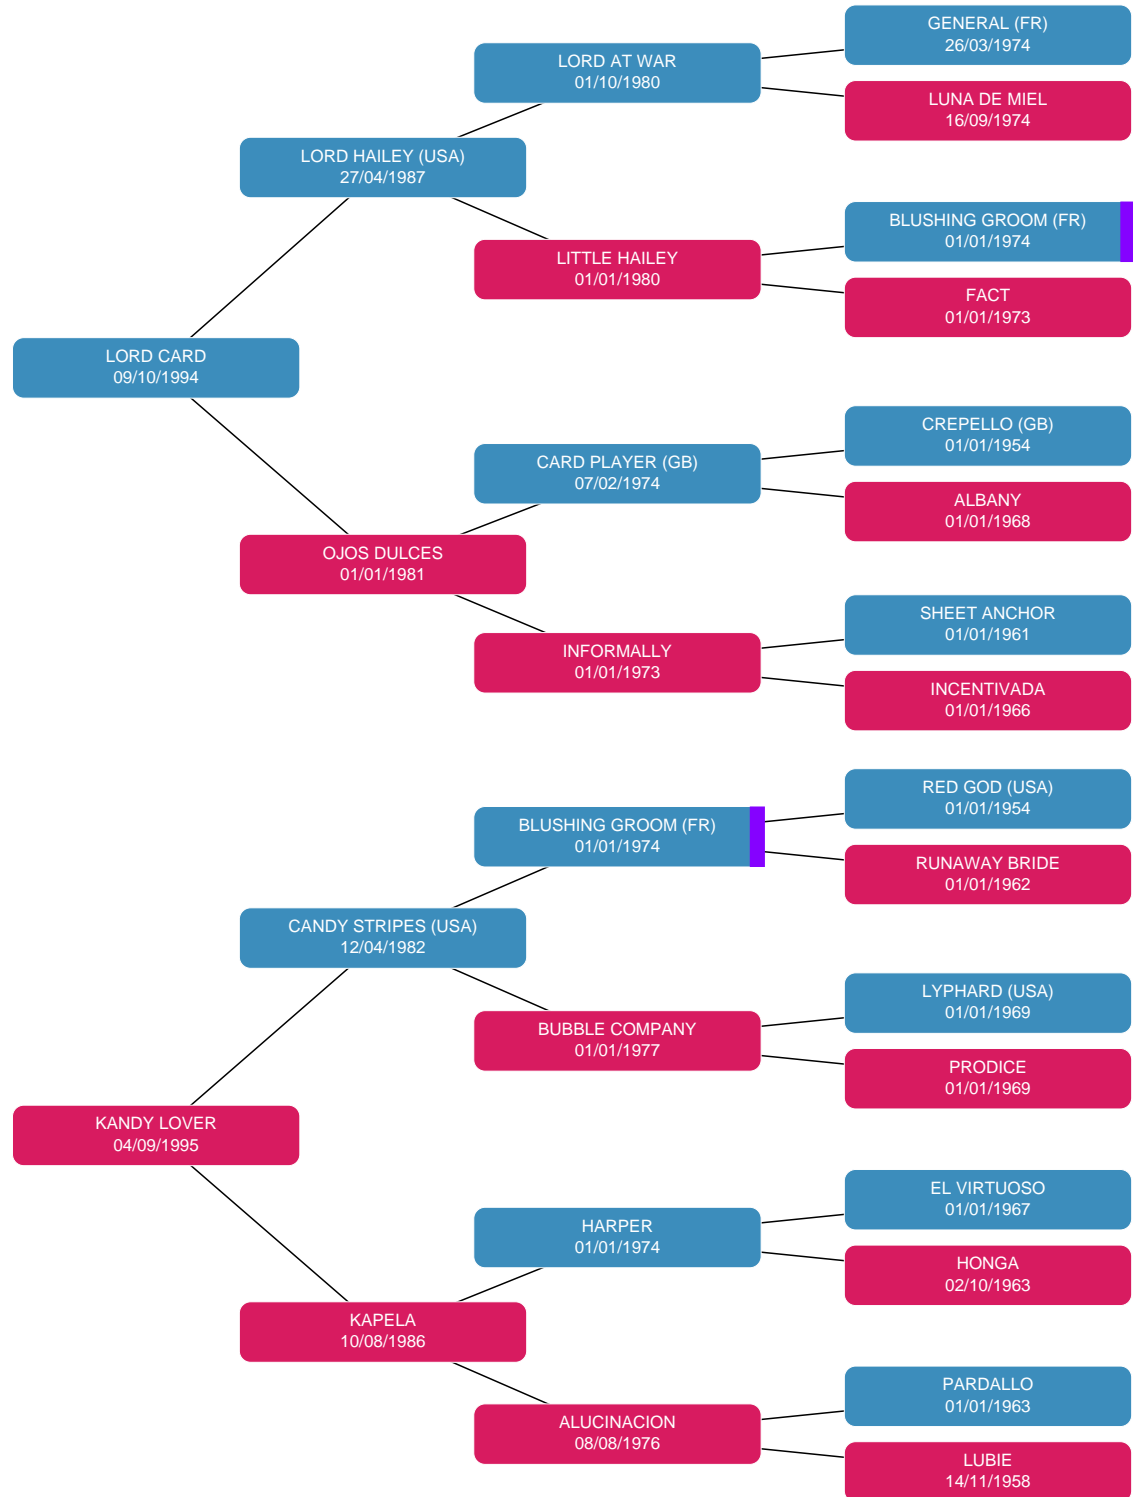 GENERAL (FR)
26/03/1974
LORD AT WAR
01/10/1980
LUNA DE MIEL
16/09/1974
LORD HAILEY (USA)
27/04/1987
BLUSHING GROOM (FR)
01/01/1974
LITTLE HAILEY
01/01/1980
FACT
01/01/1973
LORD CARD
09/10/1994
CREPELLO (GB)
01/01/1954
CARD PLAYER (GB)
07/02/1974
ALBANY
01/01/1968
OJOS DULCES
01/01/1981
SHEET ANCHOR
01/01/1961
INFORMALLY
01/01/1973
INCENTIVADA
01/01/1966
RED GOD (USA)
01/01/1954
BLUSHING GROOM (FR)
01/01/1974
RUNAWAY BRIDE
01/01/1962
CANDY STRIPES (USA)
12/04/1982
LYPHARD (USA)
01/01/1969
BUBBLE COMPANY
01/01/1977
PRODICE
01/01/1969
KANDY LOVER
04/09/1995
EL VIRTUOSO
01/01/1967
HARPER
01/01/1974
HONGA
02/10/1963
KAPELA
10/08/1986
PARDALLO
01/01/1963
ALUCINACION
08/08/1976
LUBIE
14/11/1958